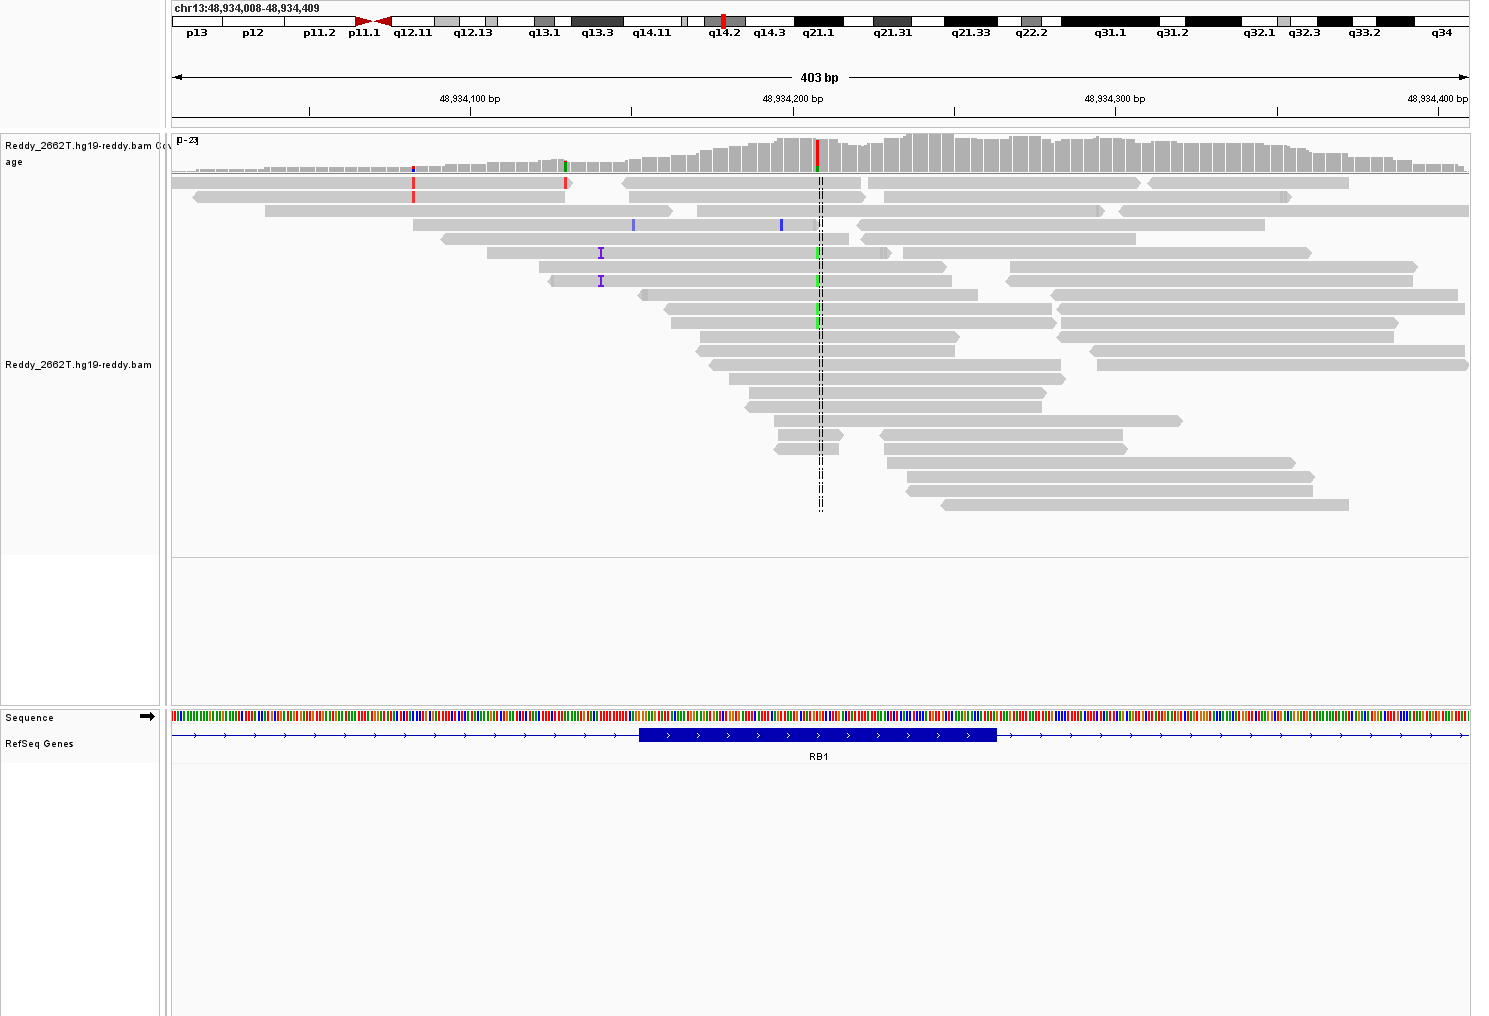 chr13:48,934,008-48,934,409
p13 p12 p11.2 p11.1 q12.11 q12.13 q13.1 q13.3 q14.11 q14.2 q14.3 q21.1 q21.31 q21.33 q22.2 q31.1 q31.2 q32.1 q32.3 q33.2 q34
403 bp
48,934,100 bp 48,934,200 bp 48,934,300 bp 48,934,400 bp
[0 - 23]
Reddy_2662T.hg19-reddy.bam Cov
age
Reddy_2662T.hg19-reddy.bam
Sequence
RefSeq Genes
RB1